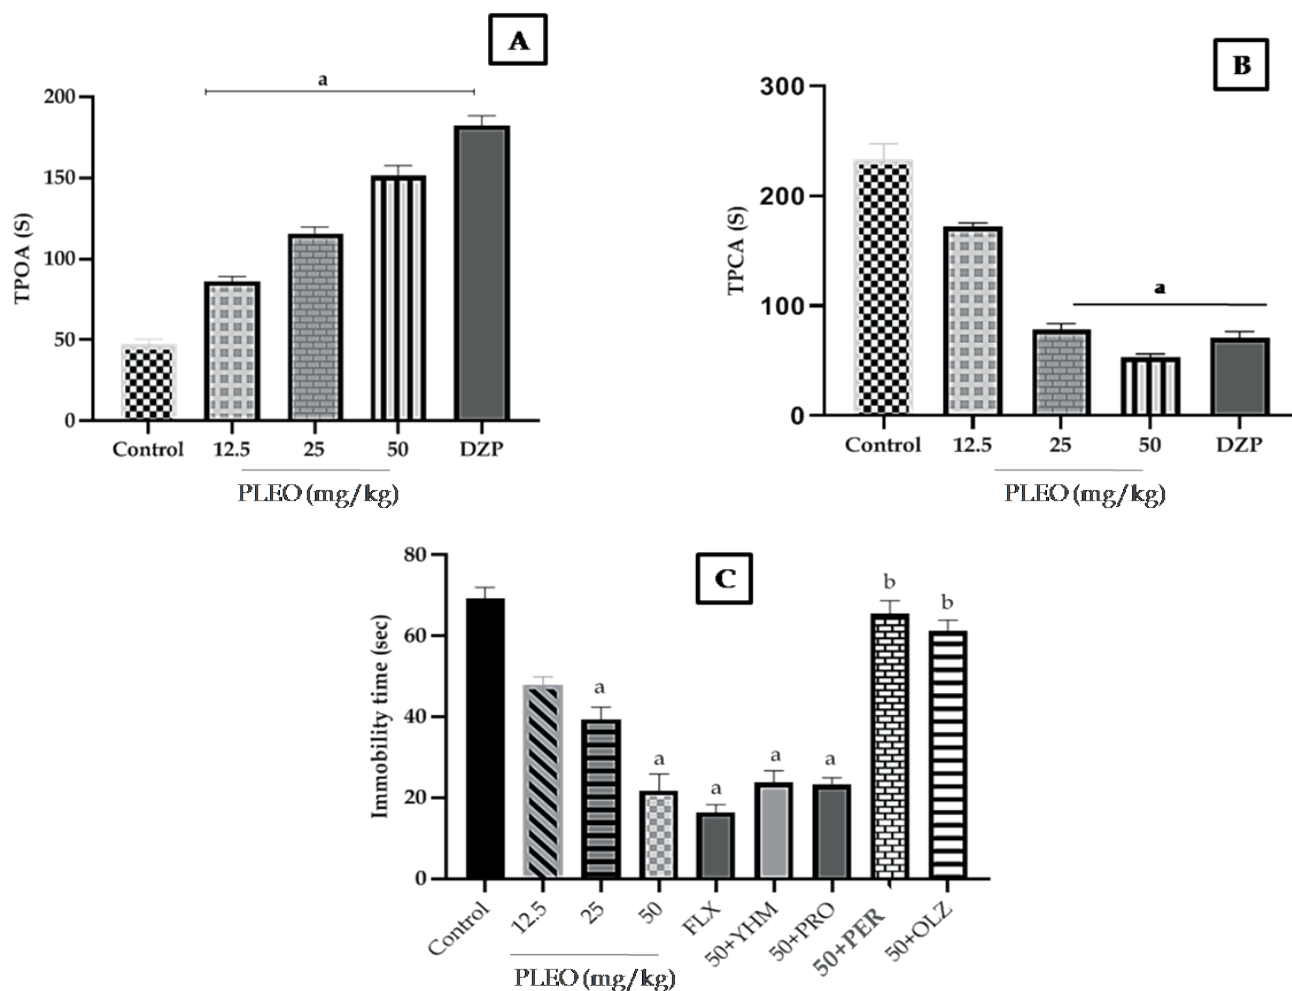 A
a
200
150
100
50
0
TPOA (S)
Control 12.5 25 50 DZP
PLEO (mg/kg)
B
300
200
100
0
TPCA (S)
a
Control 12.5 25 50 DZP
PLEO (mg/kg)
C
80
60
40
20
0
Immobility time (sec)
a a a a a b b
Control 12.5 25 50 FLX 50+YHM 50+PRO 50+PER 50+OLZ
PLEO (mg/kg)